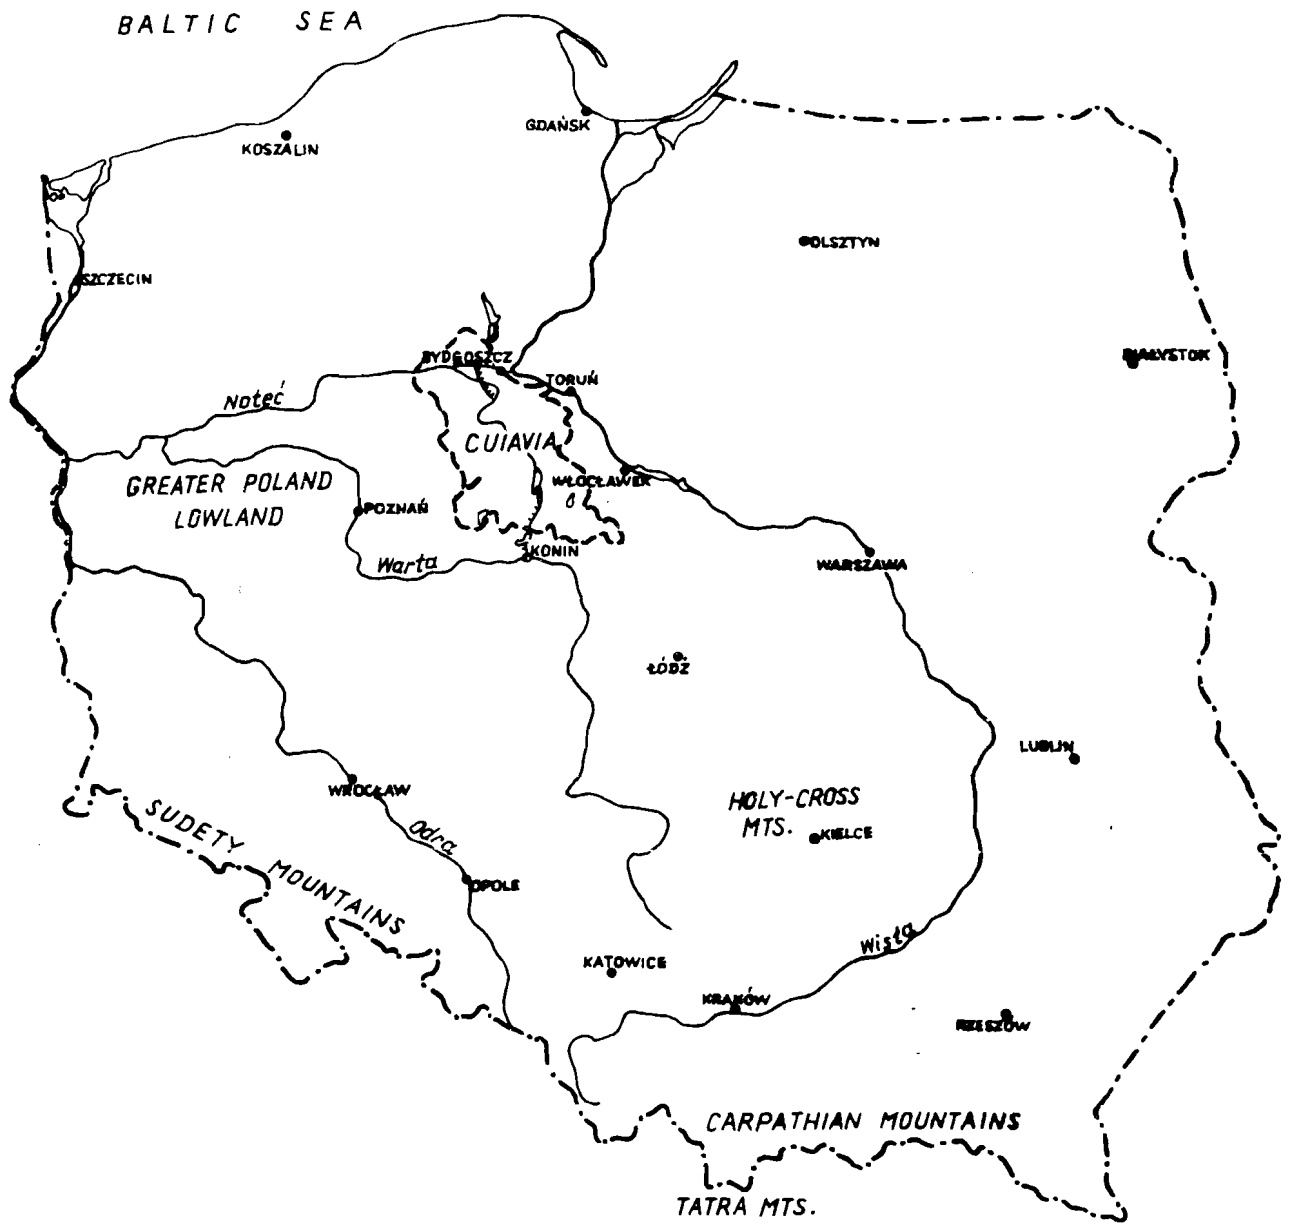 BALTIC SEA
GDAŃSK
KOSZALIN
OLSZTYN
SZCZECIN
BYDGOSZCZ
BIAŁYSTOK
TORUŃ
Noteć
CUIAVIA
GREATER POLAND
LOWLAND
WŁOCŁAWEK
POZNAŃ
KONIN
Warta
WARSZAWA
ŁÓDŹ
LUBLIN
WROCŁAW
HOLY-CROSS
MTS.
KIELCE
SUDETY MOUNTAINS
Odra
OPOLE
Wisła
KATOWICE
KRAKÓW
RZESZÓW
CARPATHIAN MOUNTAINS
TATRA MTS.